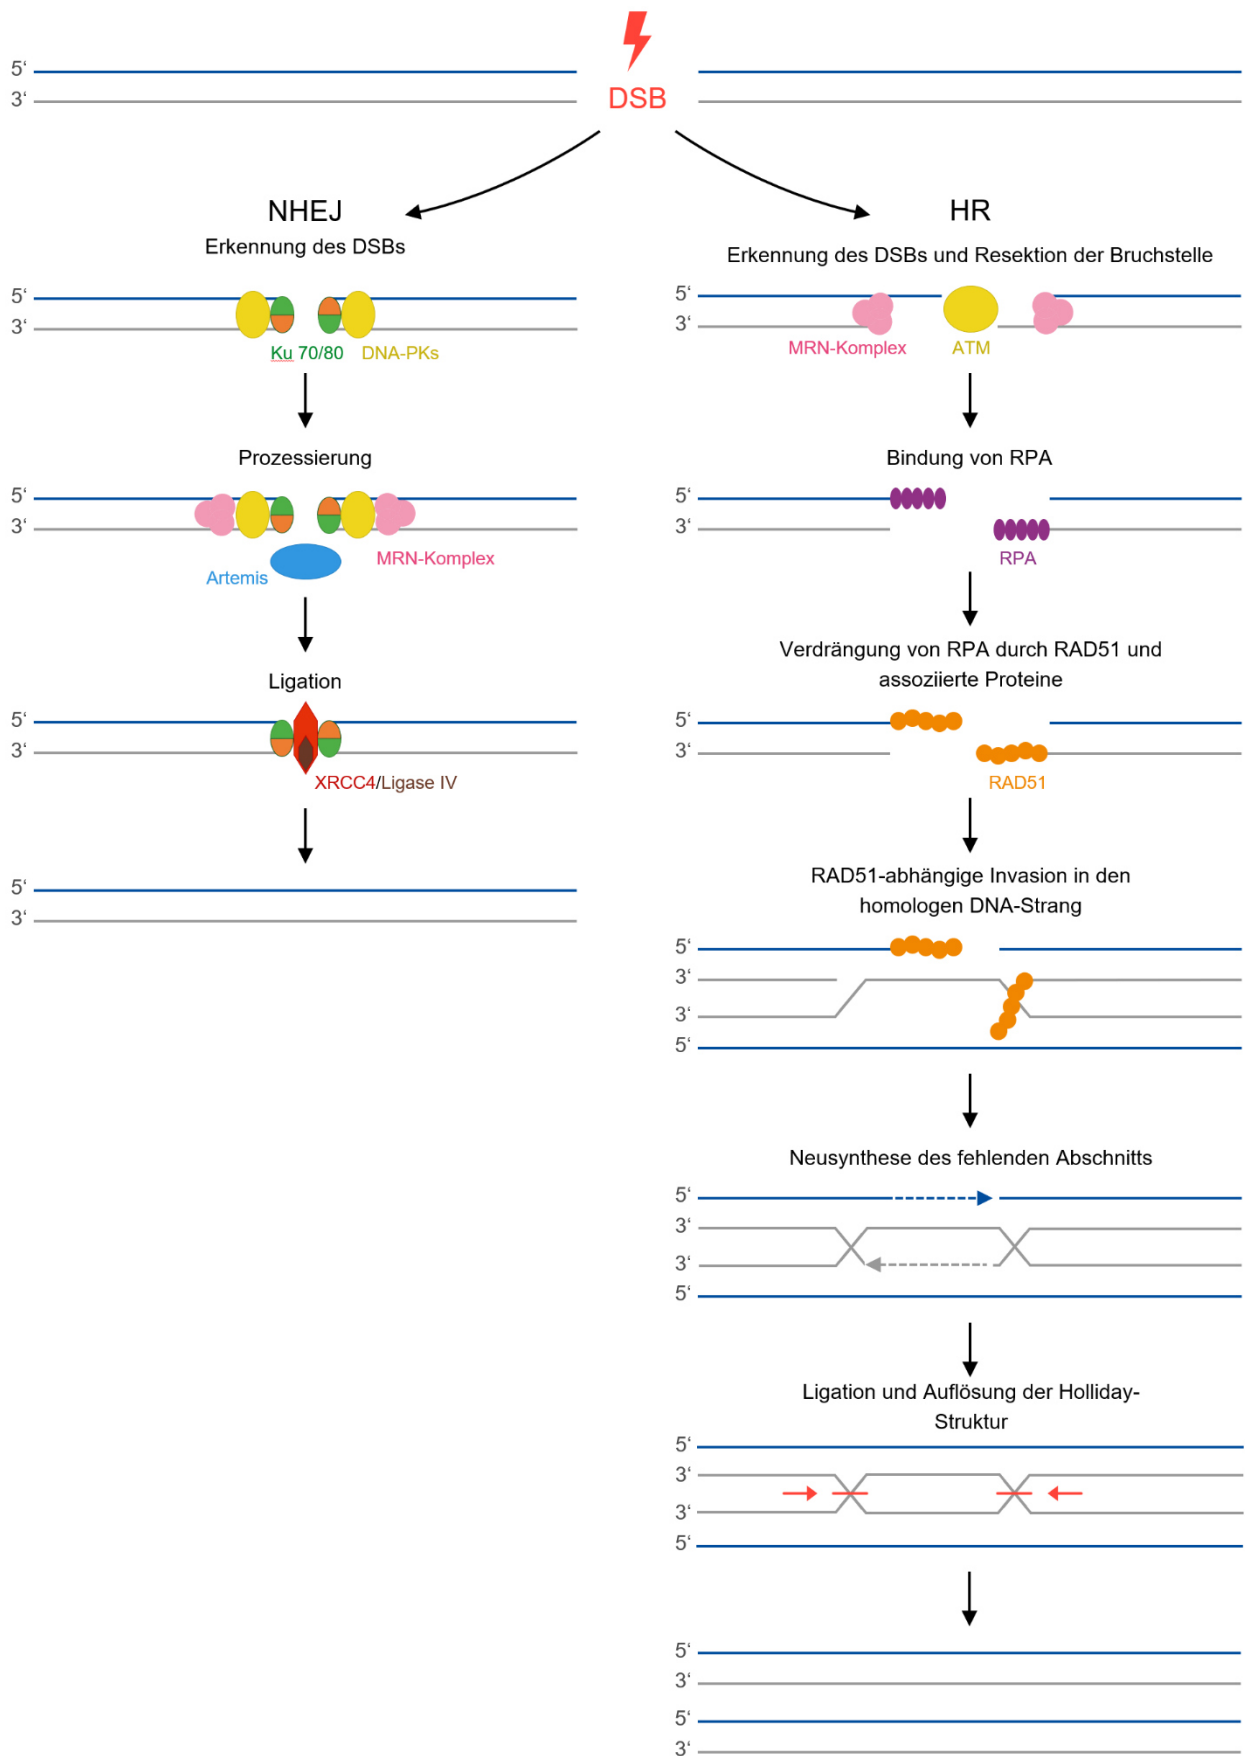 5‘
3‘
DSB
NHEJ
Erkennung des DSBs
5‘
3‘
Ku 70/80 DNA-PKs
Prozessierung
5‘
3‘
Artemis
MRN-Komplex
Ligation
5‘
3‘
XRCC4/Ligase IV
5‘
3‘
HR
Erkennung des DSBs und Resektion der Bruchstelle
5‘
3‘
MRN-Komplex ATM
Bindung von RPA
5‘
3‘
RPA
Verdrängung von RPA durch RAD51 und
assoziierte Proteine
5‘
3‘
RAD51
RAD51-abhängige Invasion in den
homologen DNA-Strang
5‘
3‘
3‘
5‘
Neusynthese des fehlenden Abschnitts
5‘
3‘
3‘
5‘
Ligation und Auflösung der Holliday-
Struktur
5‘
3‘
3‘
5‘
5‘
3‘
5‘
3‘